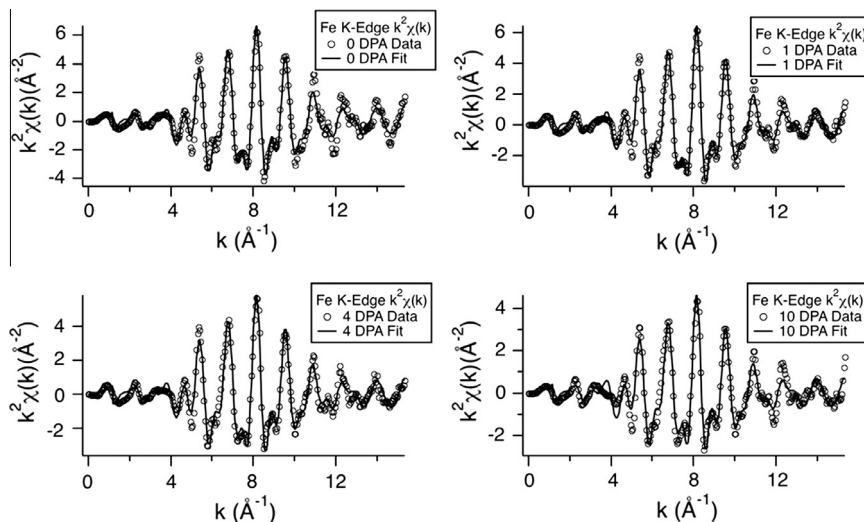 Fe K-Edge k²χ(k)
○ 0 DPA Data
— 0 DPA Fit
k²χ(k)(Å⁻²)
6
4
2
0
-2
-4
0
4
8
12
k (Å⁻¹)
Fe K-Edge k²χ(k)
○ 1 DPA Data
— 1 DPA Fit
k²χ(k)(Å⁻²)
6
4
2
0
-2
0
4
8
12
k (Å⁻¹)
Fe K-Edge k²χ(k)
○ 4 DPA Data
— 4 DPA Fit
k²χ(k)(Å⁻²)
4
2
0
-2
0
4
8
12
k (Å⁻¹)
Fe K-Edge k²χ(k)
○ 10 DPA Data
— 10 DPA Fit
k²χ(k)(Å⁻²)
4
2
0
-2
0
4
8
12
k (Å⁻¹)